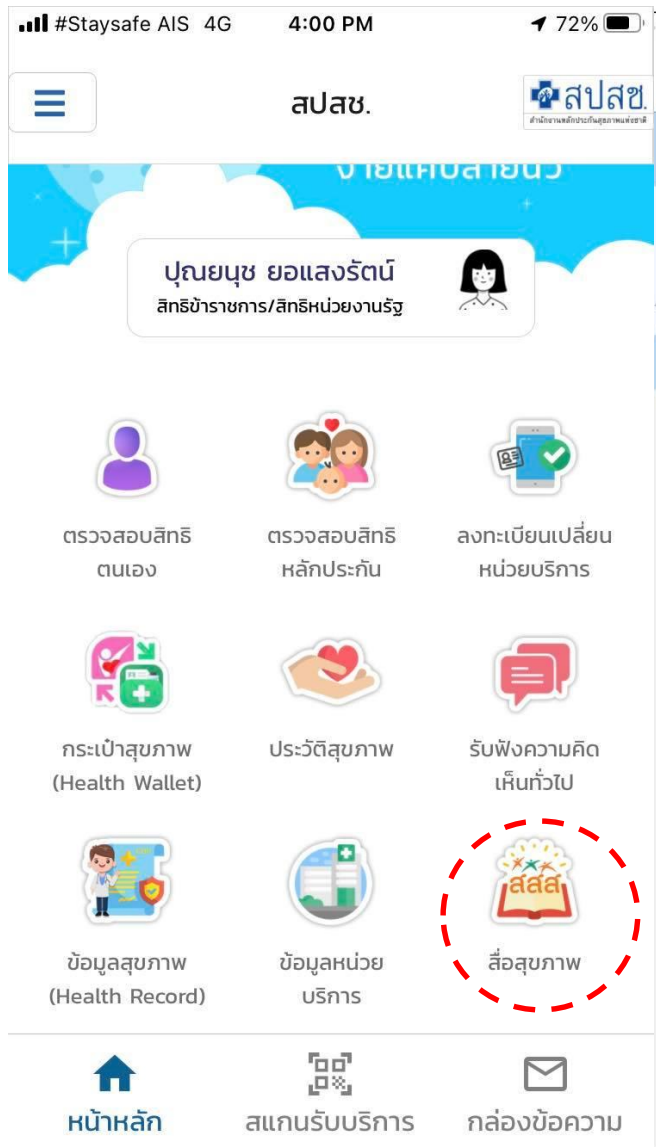 #Staysafe AIS 4G 4:00 PM 72%
สปสช.
สปสช.
สำนักงานหลักประกันสุขภาพแห่งชาติ
ปุณยนุช ยอแสงรัตน์
สิทธิข้าราชการ/สิทธิหน่วยงานรัฐ
ตรวจสอบสิทธิ
ตนเอง
ตรวจสอบสิทธิ
หลักประกัน
ลงทะเบียนเปลี่ยน
หน่วยบริการ
กระเป๋าสุขภาพ
(Health Wallet)
ประวัติสุขภาพ
รับฟังความคิด
เห็นทั่วไป
สสส
ข้อมูลสุขภาพ
(Health Record)
ข้อมูลหน่วย
บริการ
สื่อสุขภาพ
หน้าหลัก
สแกนรับบริการ
กล่องข้อความ